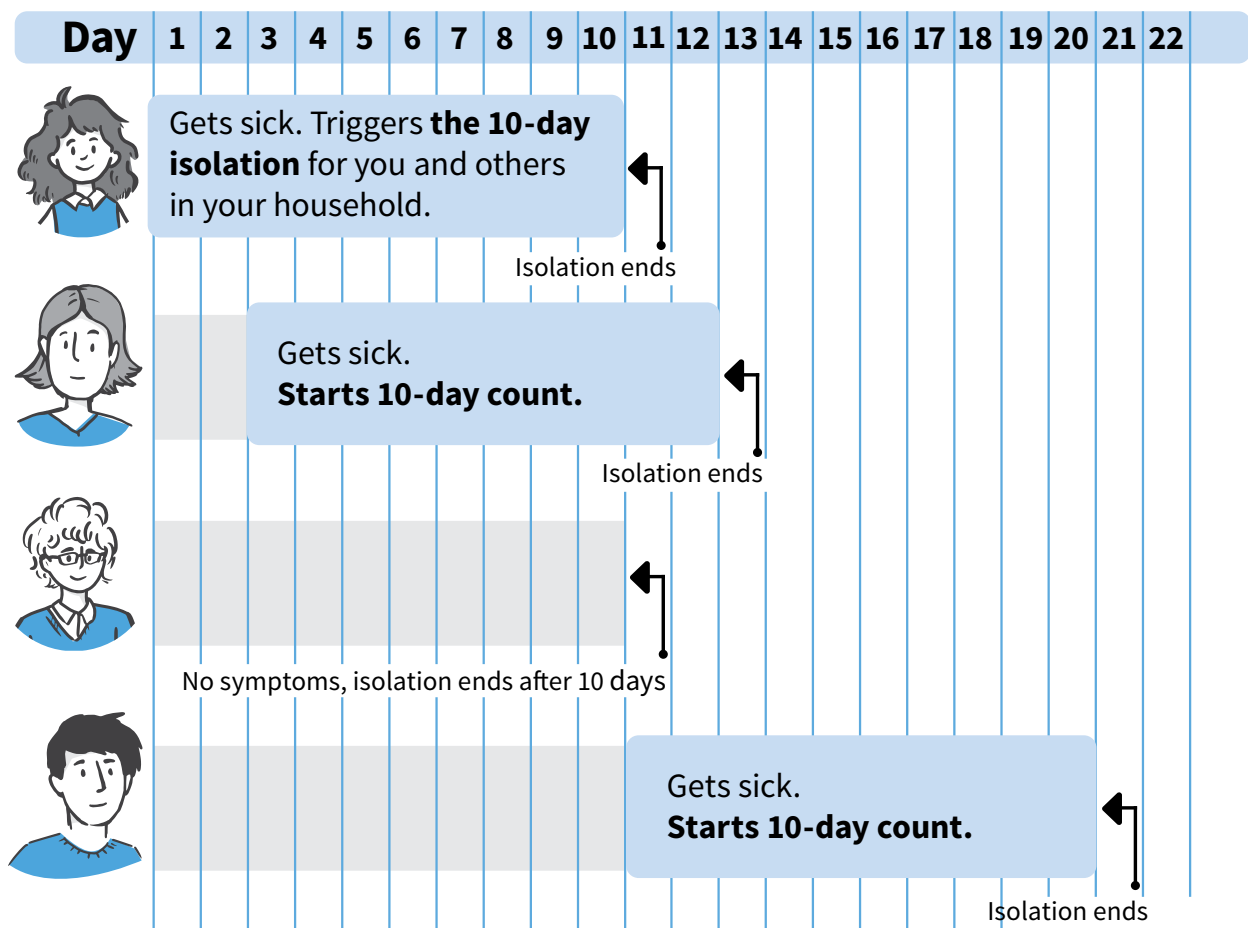 Day 1 2 3 4 5 6 7 8 9 10 11 12 13 14 15 16 17 18 19 20 21 22
Gets sick. Triggers the 10-day
isolation for you and others
in your household.
Isolation ends
Gets sick.
Starts 10-day count.
Isolation ends
No symptoms, isolation ends after 10 days
Gets sick.
Starts 10-day count.
Isolation ends